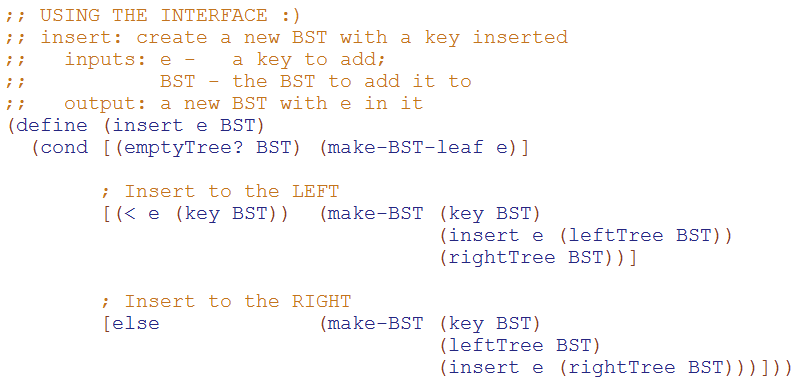 ;; USING THE INTERFACE :)
;; insert: create a new BST with a key inserted
;;   inputs: e -   a key to add;
;;           BST - the BST to add it to
;;   output: a new BST with e in it
(define (insert e BST)
  (cond [(emptyTree? BST) (make-BST-leaf e)]
        ; Insert to the LEFT
        [(< e (key BST))  (make-BST (key BST)
                                    (insert e (leftTree BST))
                                    (rightTree BST))]
        ; Insert to the RIGHT
        [else             (make-BST (key BST)
                                    (leftTree BST)
                                    (insert e (rightTree BST)))]))